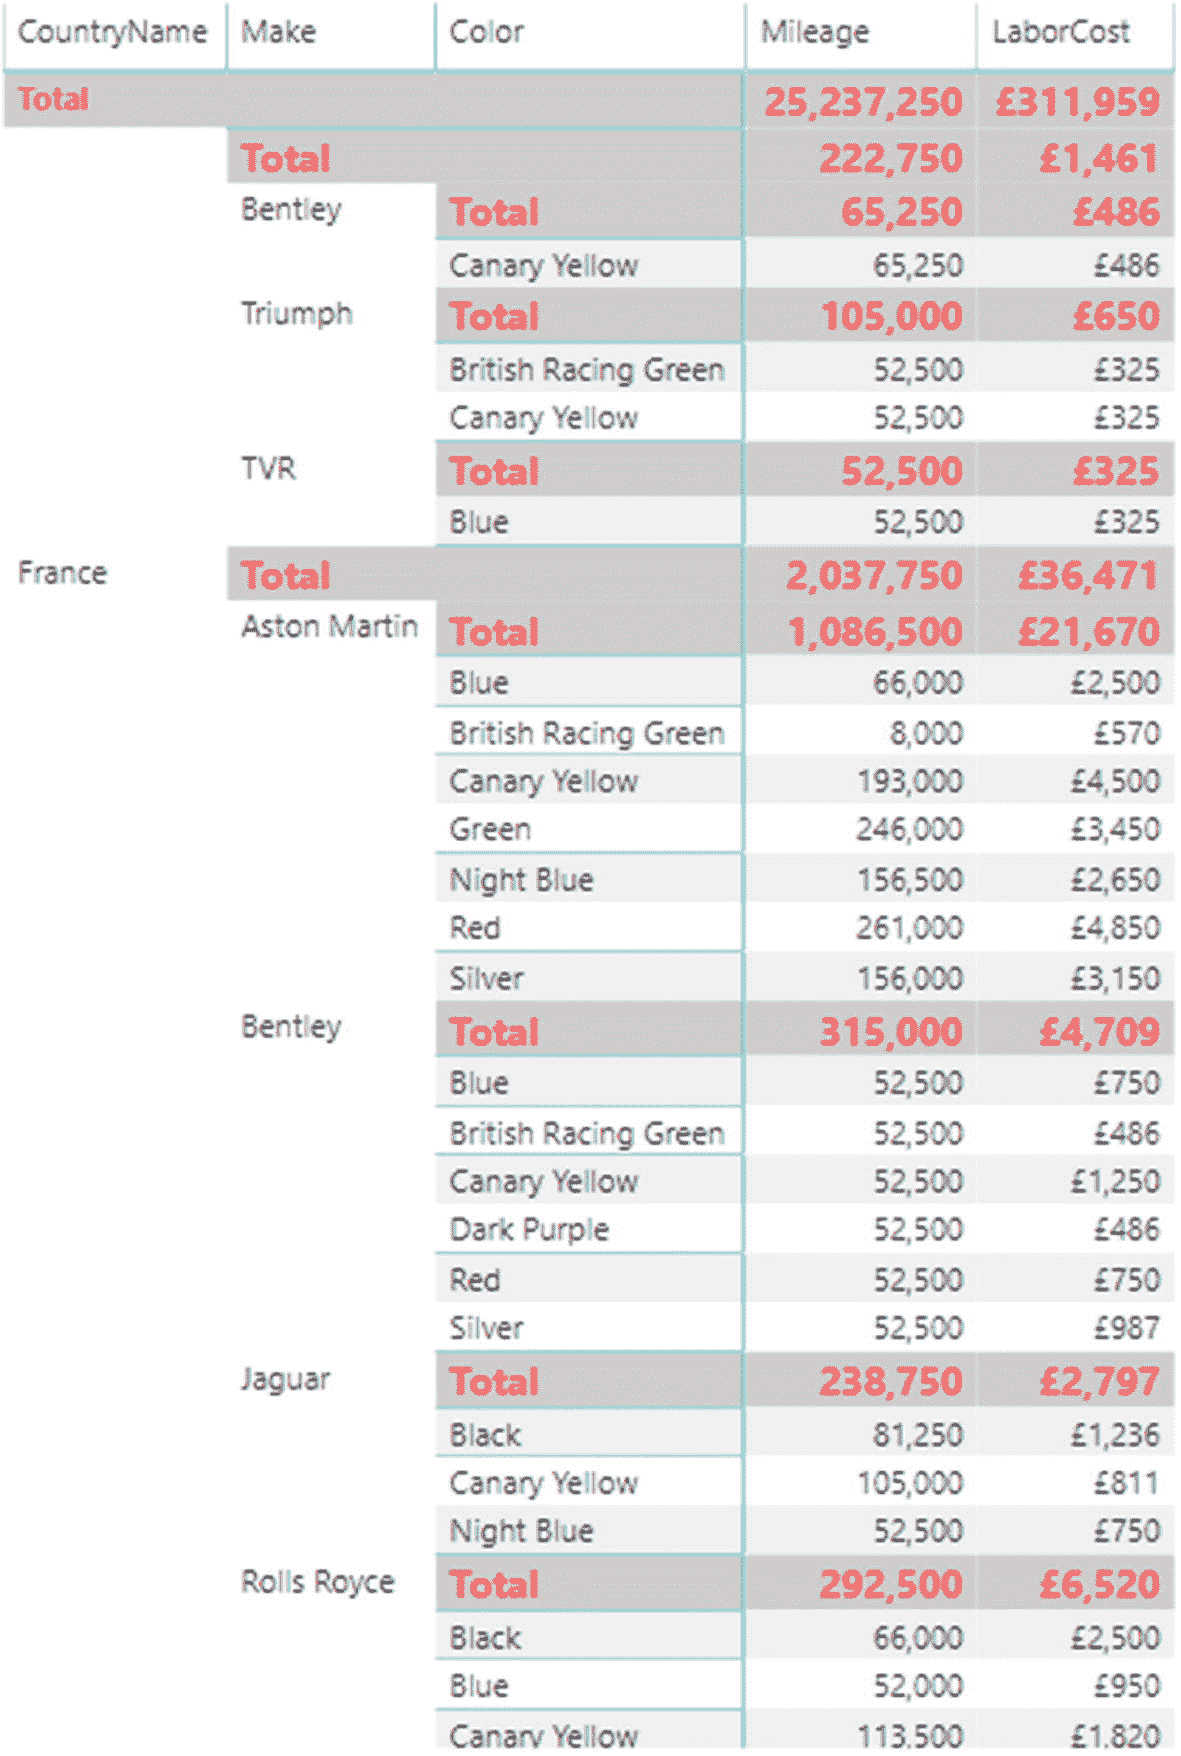 CountryName Make Color Mileage LaborCost
Total 25,237,250 £311,959
Total 222,750 £1,461
Bentley Total 65,250 £486
Canary Yellow 65,250 £486
Triumph Total 105,000 £650
British Racing Green 52,500 £325
Canary Yellow 52,500 £325
TVR Total 52,500 £325
Blue 52,500 £325
France Total 2,037,750 £36,471
Aston Martin Total 1,086,500 £21,670
Blue 66,000 £2,500
British Racing Green 8,000 £570
Canary Yellow 193,000 £4,500
Green 246,000 £3,450
Night Blue 156,500 £2,650
Red 261,000 £4,850
Silver 156,000 £3,150
Bentley Total 315,000 £4,709
Blue 52,500 £750
British Racing Green 52,500 £486
Canary Yellow 52,500 £1,250
Dark Purple 52,500 £486
Red 52,500 £750
Silver 52,500 £987
Jaguar Total 238,750 £2,797
Black 81,250 £1,236
Canary Yellow 105,000 £811
Night Blue 52,500 £750
Rolls Royce Total 292,500 £6,520
Black 66,000 £2,500
Blue 52,000 £950
Canary Yellow 113,500 £1,820